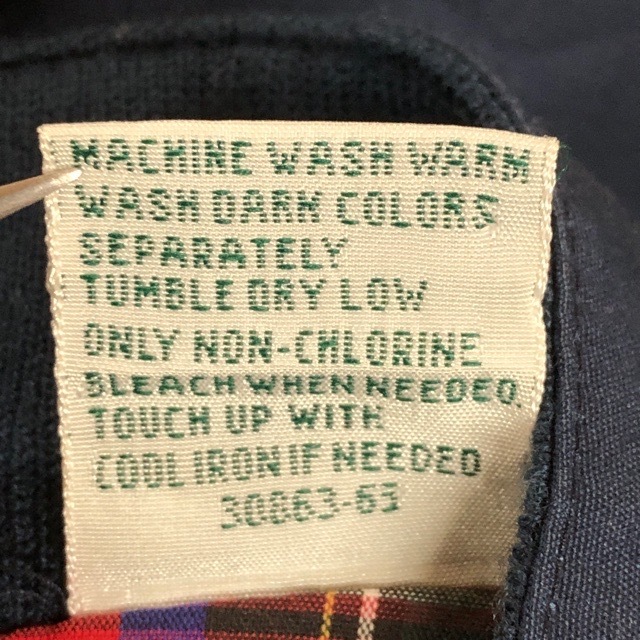 MACHINE WASH WARM
WASH DARK COLORS
SEPARATELY
TUMBLE DRY LOW
ONLY NON-CHLORINE
BLEACH WHEN NEEDED
TOUCH UP WITH
COOL IRON IF NEEDED
30863-63